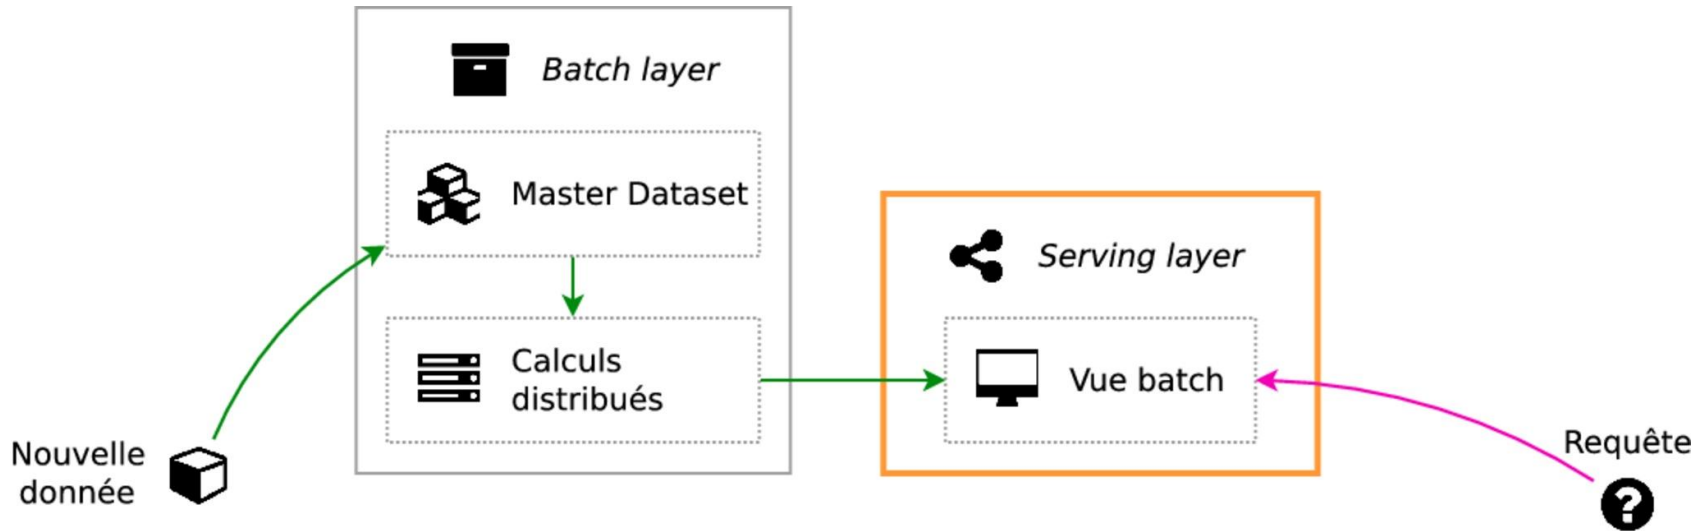 Batch layer
Master Dataset
Serving layer
Calculs
distribués
Vue batch
Nouvelle
donnée
Requête
?